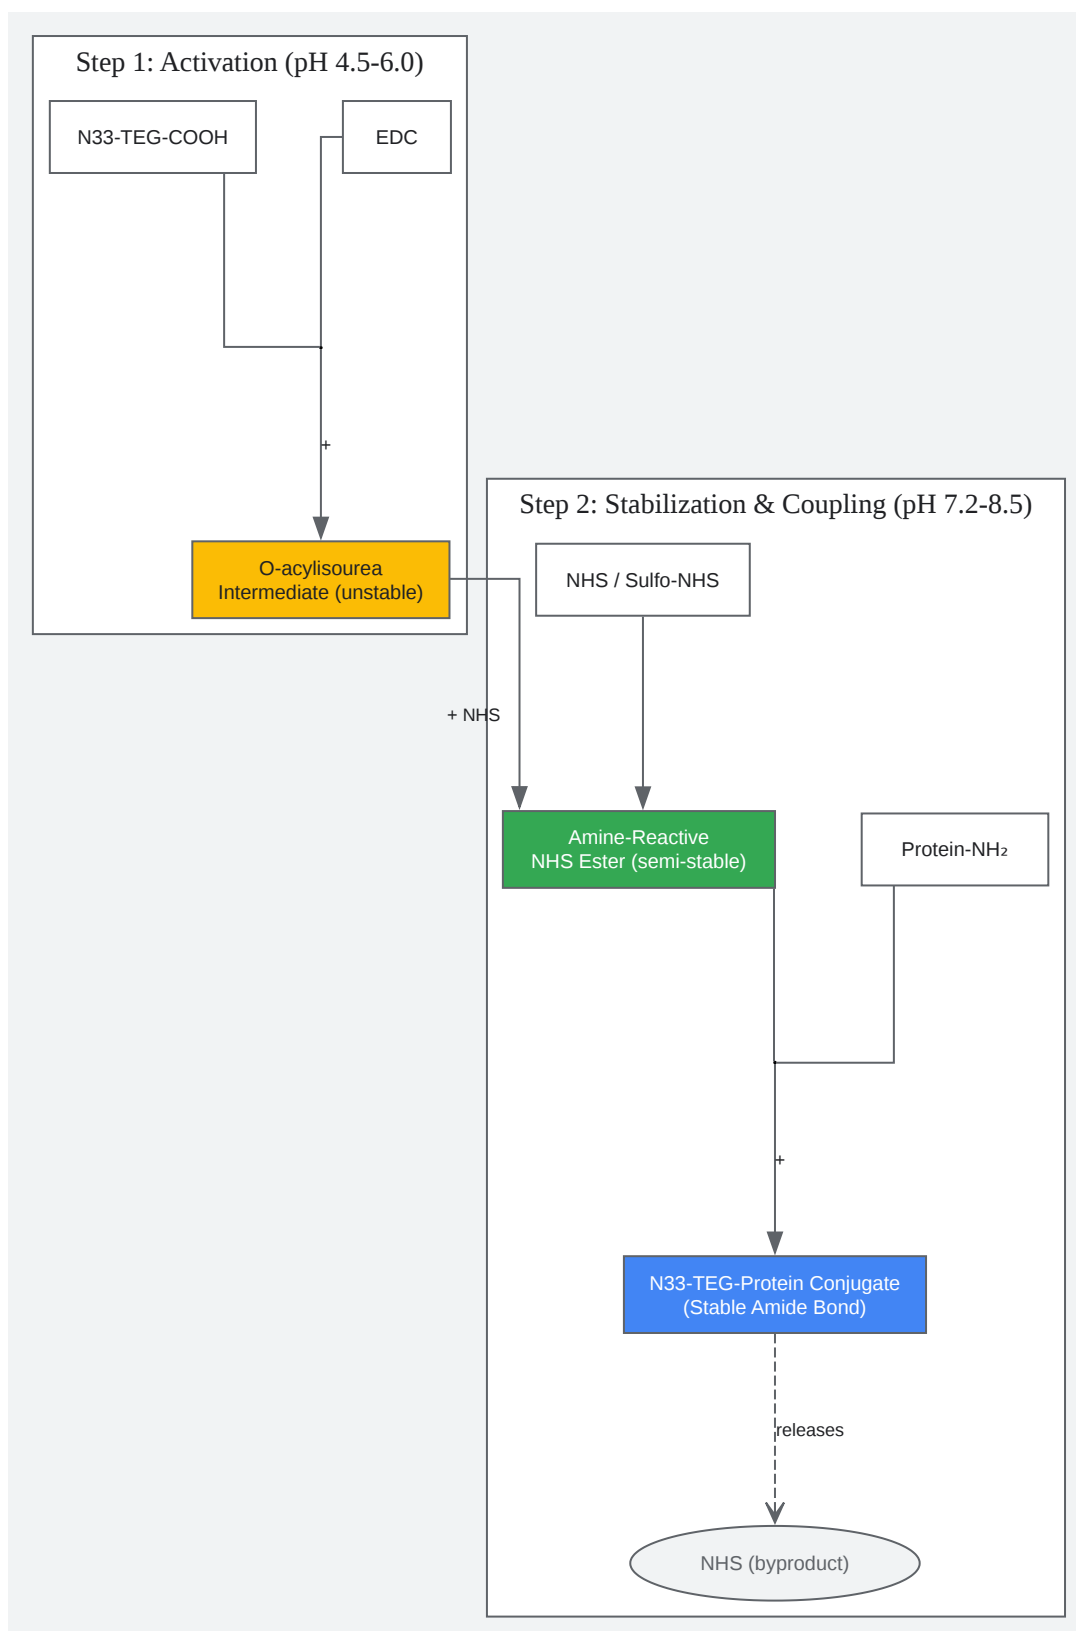 Step 1: Activation (pH 4.5-6.0)
N33-TEG-COOH
EDC
+
O-acylisourea
Intermediate (unstable)
Step 2: Stabilization & Coupling (pH 7.2-8.5)
NHS / Sulfo-NHS
+ NHS
Amine-Reactive
NHS Ester (semi-stable)
Protein-NH₂
+
N33-TEG-Protein Conjugate
(Stable Amide Bond)
releases
NHS (byproduct)